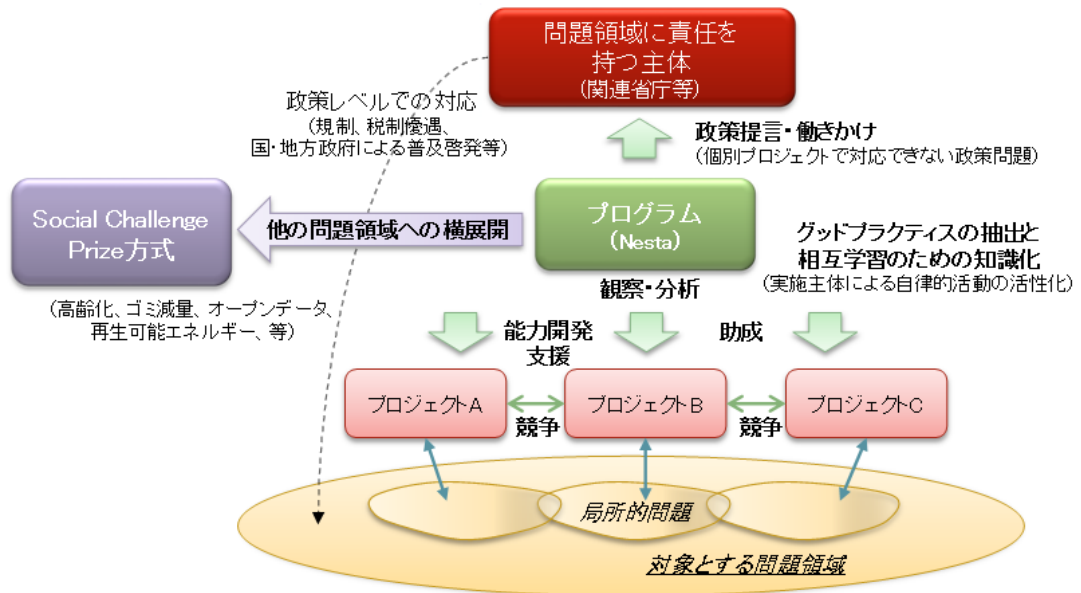 問題領域に責任を
持つ主体
(関連省庁等)
政策レベルでの対応
(規制、税制優遇、
国・地方政府による普及啓発等)
政策提言・働きかけ
(個別プロジェクトで対応できない政策問題)
Social Challenge
Prize方式
他の問題領域への横展開
プログラム
(Nesta)
グッドプラクティスの抽出と
相互学習のための知識化
(実施主体による自律的活動の活性化)
(高齢化、ゴミ減量、オープンデータ、
再生可能エネルギー、等)
観察・分析
能力開発
支援
助成
プロジェクトA
競争
プロジェクトB
競争
プロジェクトC
局所的問題
対象とする問題領域